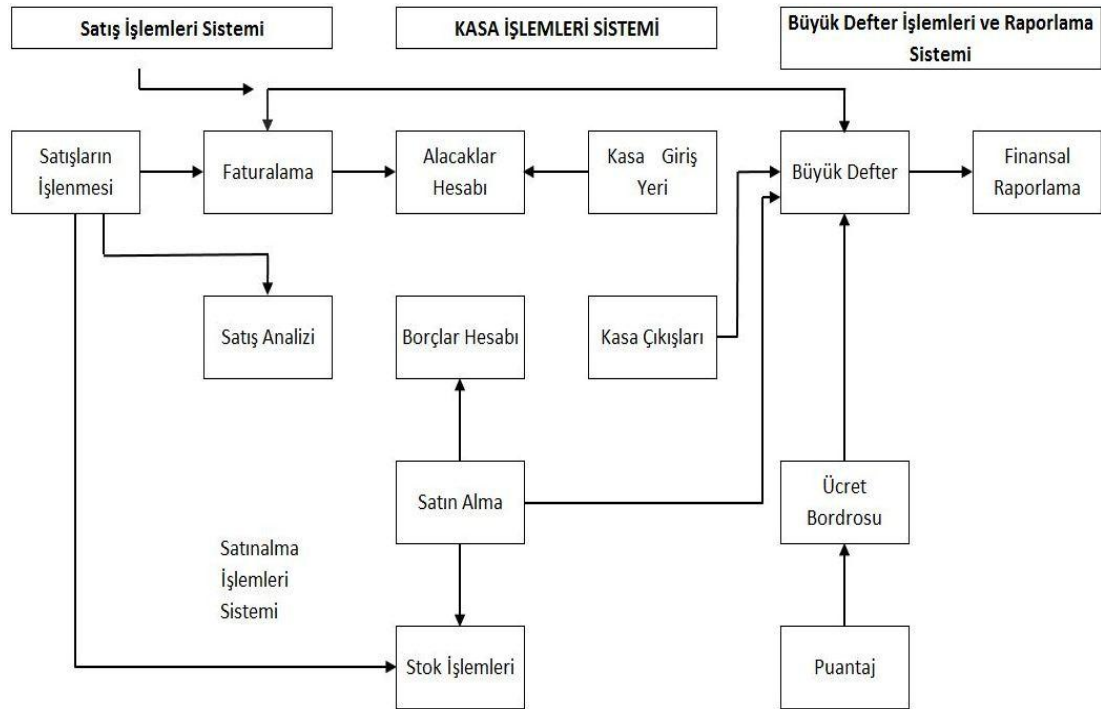 Satış İşlemleri Sistemi
KASA İŞLEMLERİ SİSTEMİ
Büyük Defter İşlemleri ve Raporlama
Sistemi
Satışların
İşlenmesi
Faturalama
Alacaklar
Hesabı
Kasa Giriş
Yeri
Büyük Defter
Finansal
Raporlama
Satış Analizi
Borçlar Hesabı
Kasa Çıkışları
Satın Alma
Ücret
Bordrosu
Satınalma
İşlemleri
Sistemi
Stok İşlemleri
Puantaj